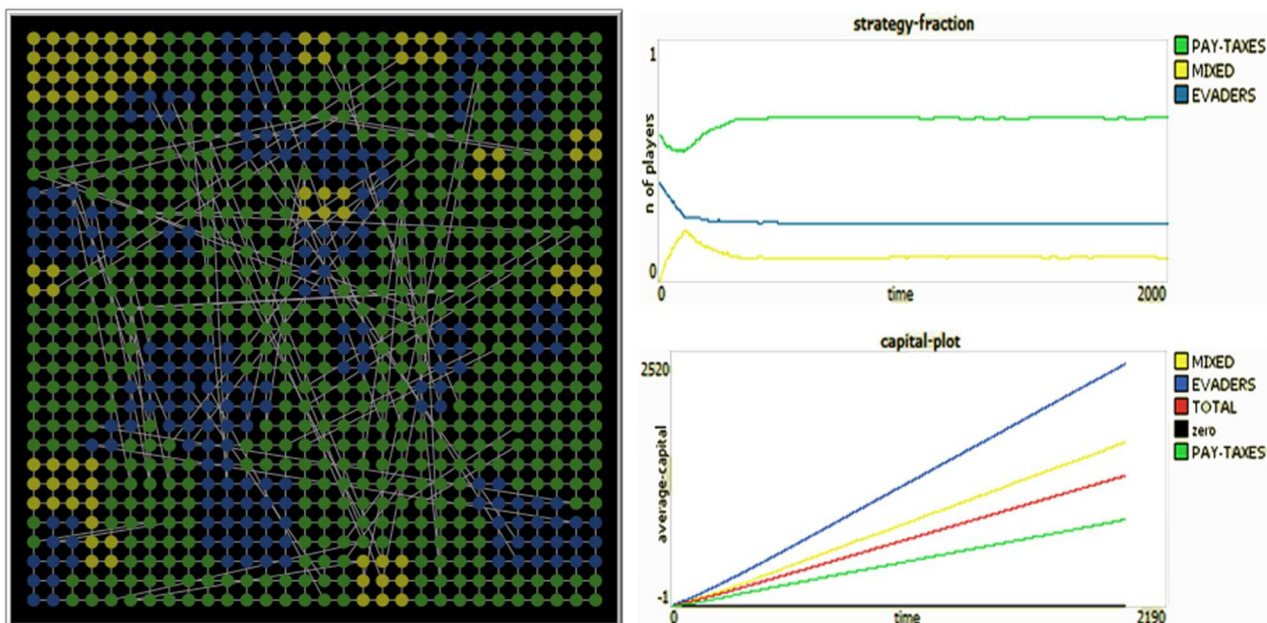 strategy-fraction
1
n of players
0
0
time
2000
PAY-TAXES
MIXED
EVADERS
capital-plot
2520
average-capital
-1
0
time
2190
MIXED
EVADERS
TOTAL
zero
PAY-TAXES